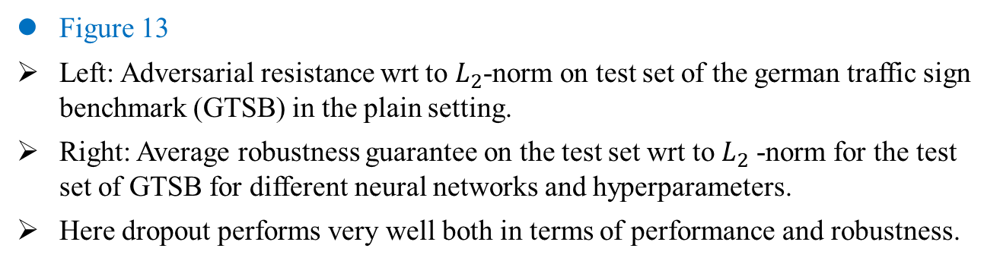 ● Figure 13
➢ Left: Adversarial resistance wrt to L₂-norm on test set of the german traffic sign
benchmark (GTSB) in the plain setting.
➢ Right: Average robustness guarantee on the test set wrt to L₂ -norm for the test
set of GTSB for different neural networks and hyperparameters.
➢ Here dropout performs very well both in terms of performance and robustness.